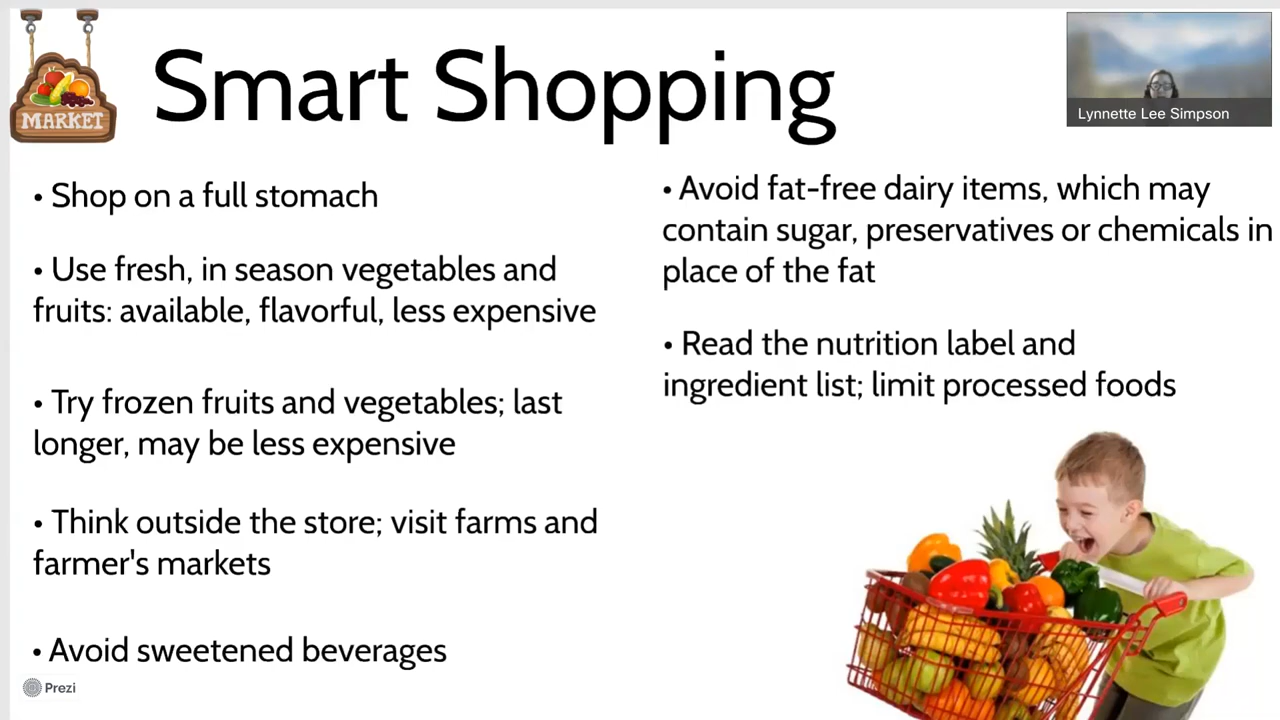 MARKET
Smart Shopping
Lynnette Lee Simpson
• Shop on a full stomach
• Use fresh, in season vegetables and
fruits: available, flavorful, less expensive
• Try frozen fruits and vegetables; last
longer, may be less expensive
• Think outside the store; visit farms and
farmer's markets
• Avoid sweetened beverages
• Avoid fat-free dairy items, which may
contain sugar, preservatives or chemicals in
place of the fat
• Read the nutrition label and
ingredient list; limit processed foods
Prezi